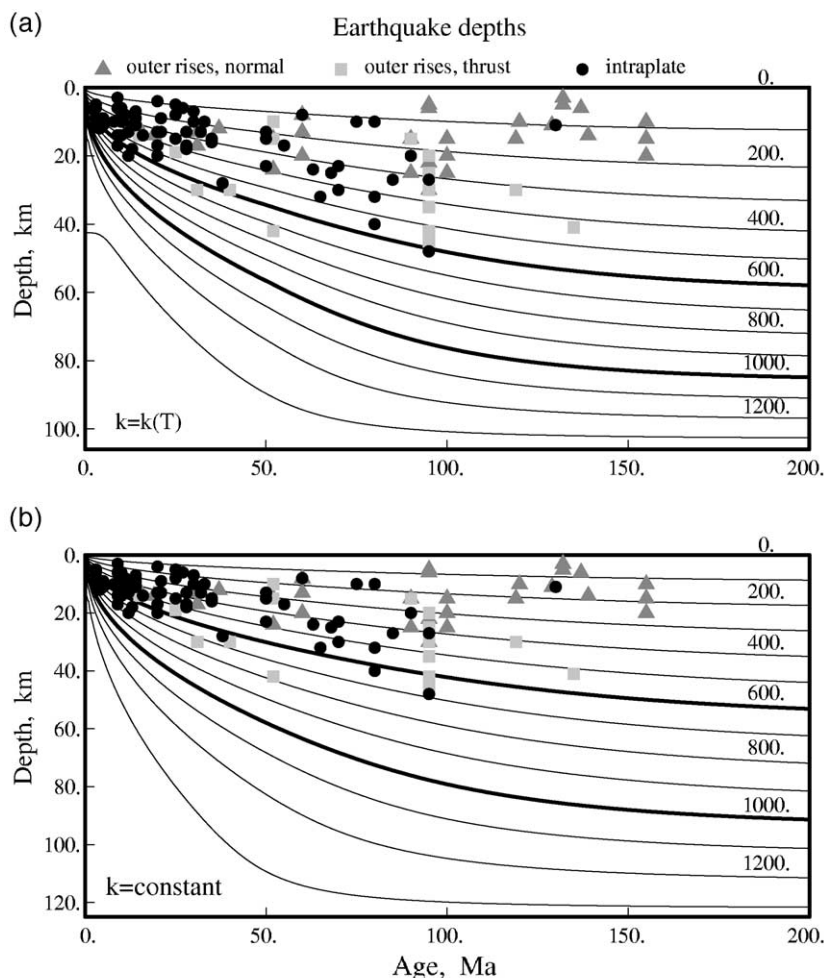 (a)
Earthquake depths
outer rises, normal outer rises, thrust intraplate
0.
0.
20.
40.
60.
80.
100.
Depth, km
200.
400.
600.
800.
1000.
1200.
k=k(T)
0. 50. 100. 150. 200.
(b)
0.
0.
20.
40.
60.
80.
100.
120.
Depth, km
200.
400.
600.
800.
1000.
1200.
k=constant
0. 50. 100. 150. 200.
Age, Ma